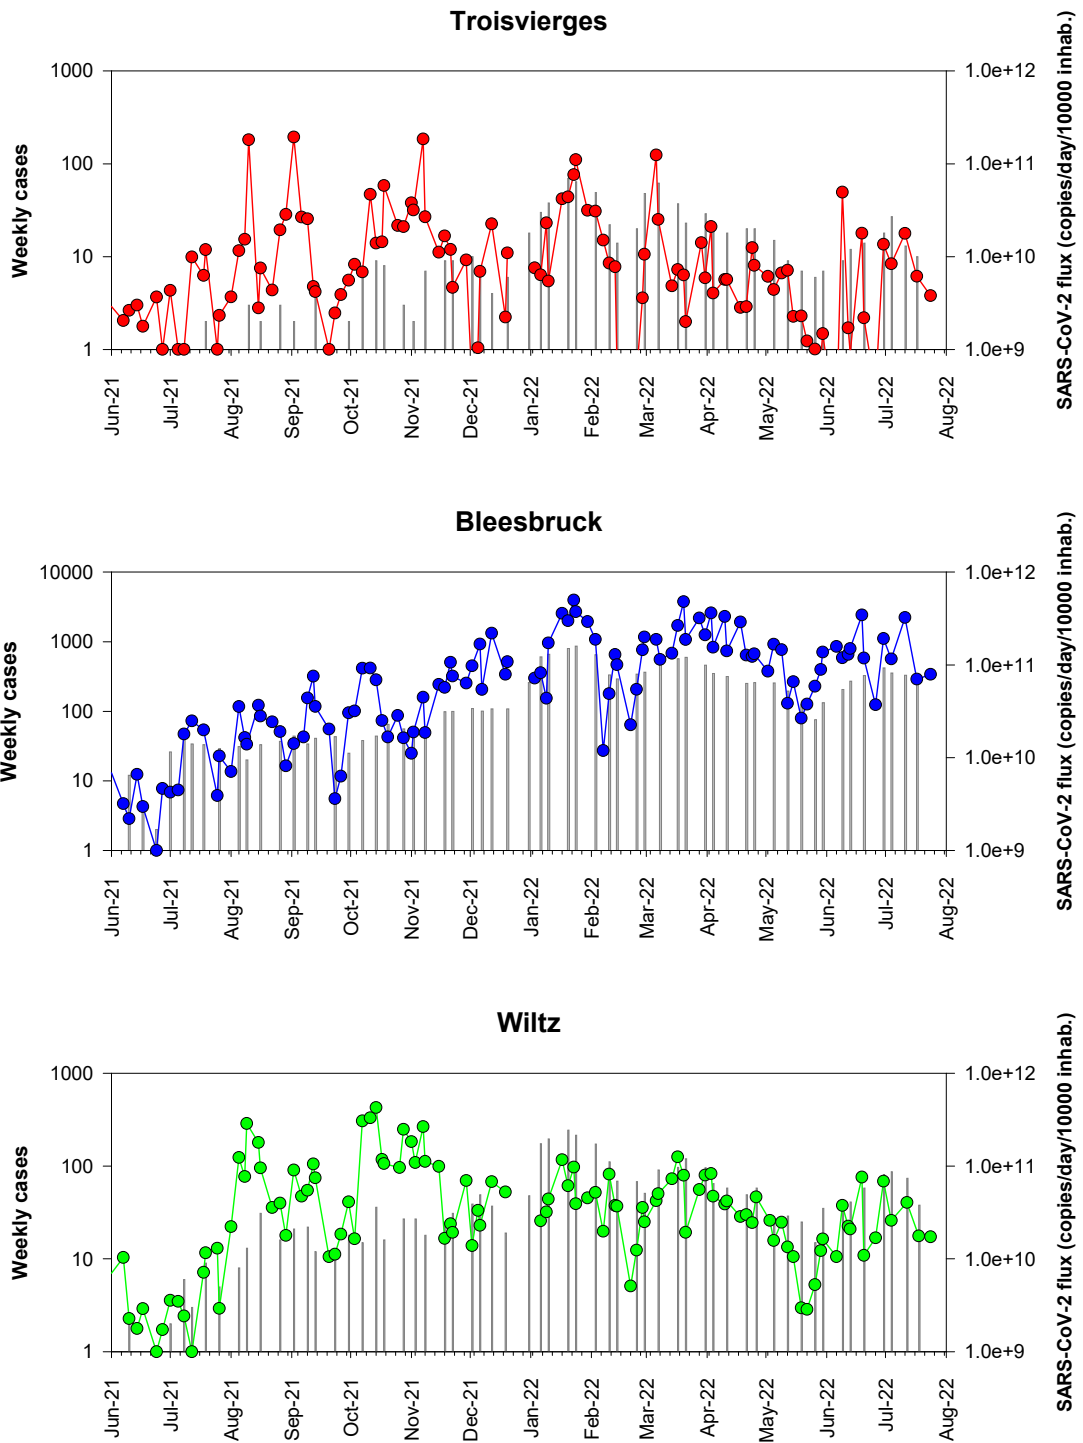 Troisvierges
Weekly cases
SARS-CoV-2 flux (copies/day/10000 inhab.)
1000
100
10
1
1.0e+12
1.0e+11
1.0e+10
1.0e+9
Jun-21
Jul-21
Aug-21
Sep-21
Oct-21
Nov-21
Dec-21
Jan-22
Feb-22
Mar-22
Apr-22
May-22
Jun-22
Jul-22
Aug-22
Bleesbruck
Weekly cases
SARS-CoV-2 flux (copies/day/10000 inhab.)
10000
1000
100
10
1
1.0e+12
1.0e+11
1.0e+10
1.0e+9
Jun-21
Jul-21
Aug-21
Sep-21
Oct-21
Nov-21
Dec-21
Jan-22
Feb-22
Mar-22
Apr-22
May-22
Jun-22
Jul-22
Aug-22
Wiltz
Weekly cases
SARS-CoV-2 flux (copies/day/10000 inhab.)
1000
100
10
1
1.0e+12
1.0e+11
1.0e+10
1.0e+9
Jun-21
Jul-21
Aug-21
Sep-21
Oct-21
Nov-21
Dec-21
Jan-22
Feb-22
Mar-22
Apr-22
May-22
Jun-22
Jul-22
Aug-22